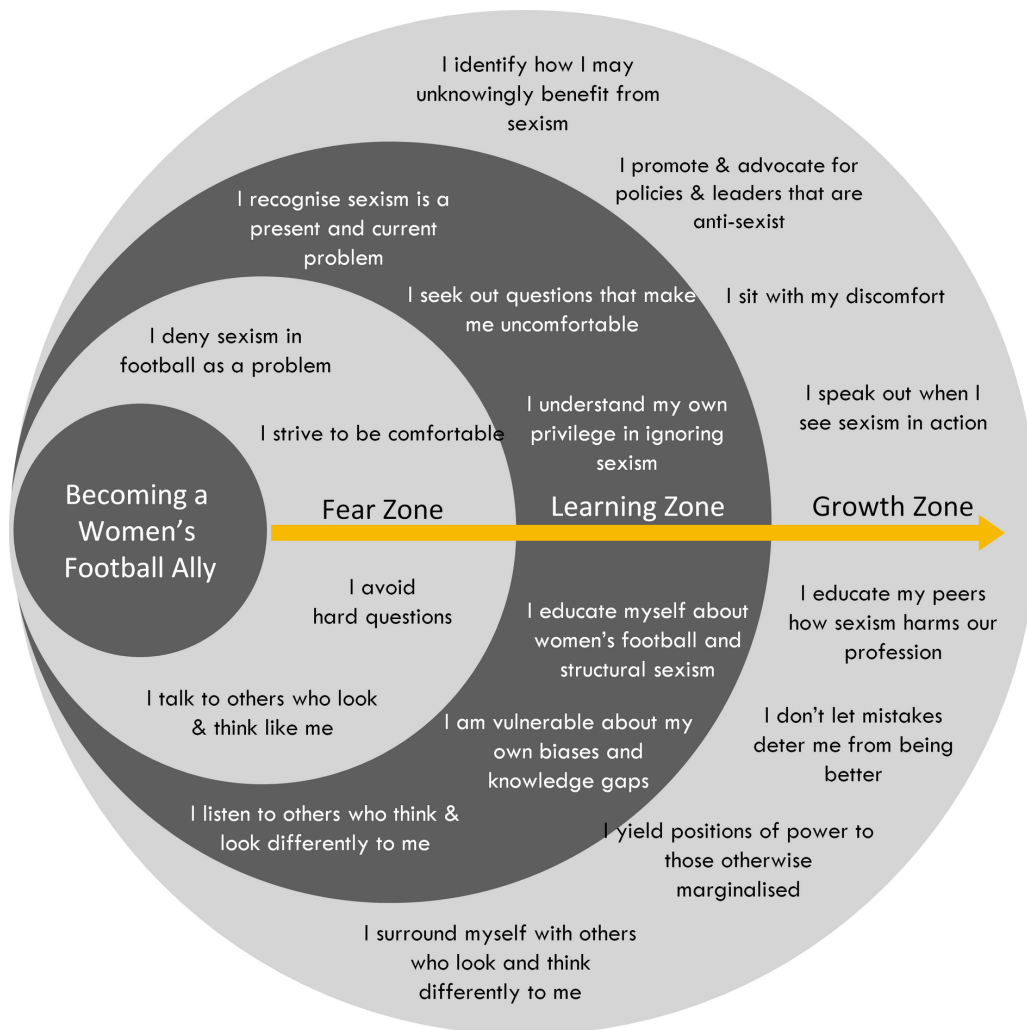 I identify how I may
unknowingly benefit from
sexism
I promote & advocate for
policies & leaders that are
anti-sexist
I recognise sexism is a
present and current
problem
I seek out questions that make
me uncomfortable
I sit with my discomfort
I deny sexism in
football as a problem
I speak out when I
see sexism in action
I understand my own
privilege in ignoring
sexism
I strive to be comfortable
Becoming a
Women's
Football Ally
Fear Zone
Learning Zone
Growth Zone
I avoid
hard questions
I educate myself about
women's football and
structural sexism
I educate my peers
how sexism harms our
profession
I talk to others who look
& think like me
I am vulnerable about my
own biases and
knowledge gaps
I don't let mistakes
deter me from being
better
I listen to others who think &
look differently to me
I yield positions of power to
those otherwise
marginalised
I surround myself with others
who look and think
differently to me